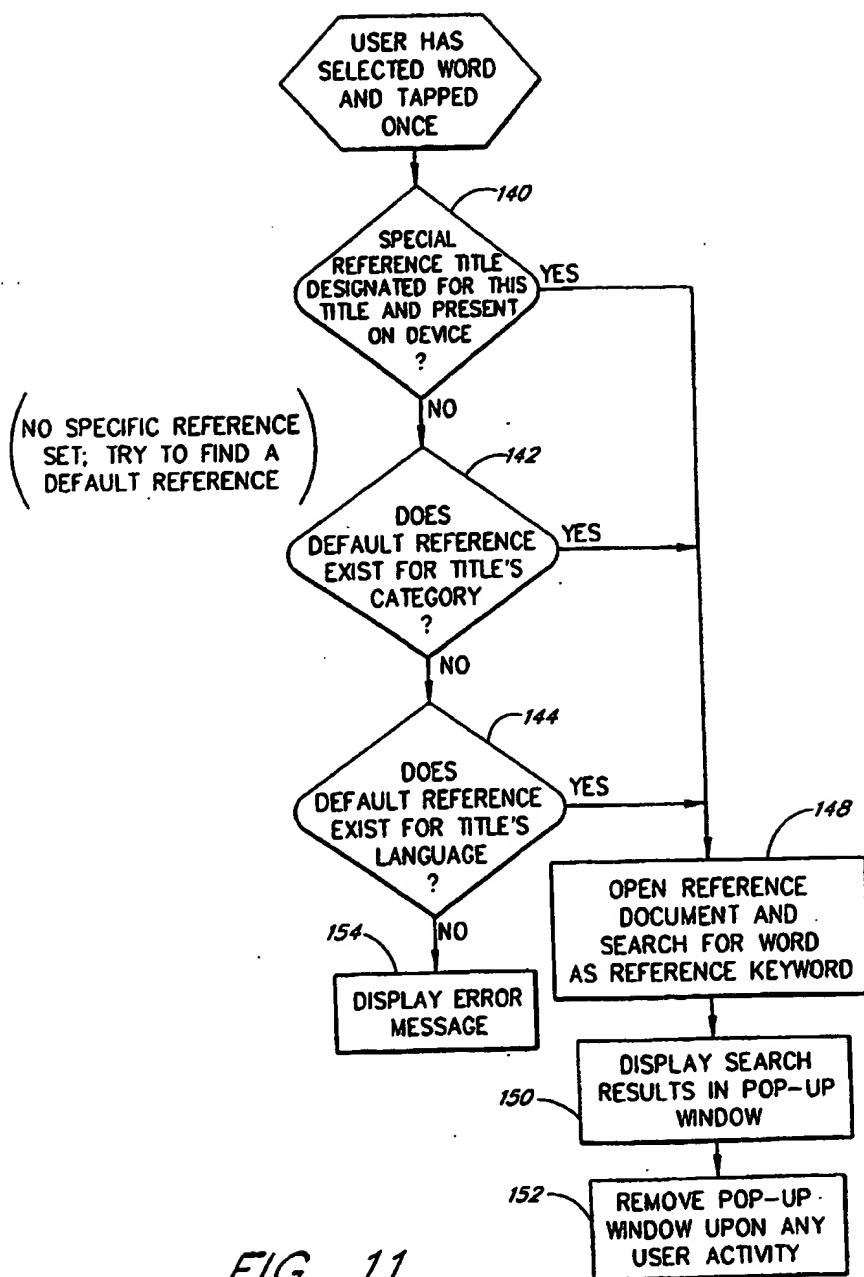 USER HAS
SELECTED WORD
AND TAPPED
ONCE
140
SPECIAL
REFERENCE TITLE
DESIGNATED FOR THIS
TITLE AND PRESENT
ON DEVICE
?
YES
NO
(NO SPECIFIC REFERENCE
SET; TRY TO FIND A
DEFAULT REFERENCE)
142
DOES
DEFAULT REFERENCE
EXIST FOR TITLE'S
CATEGORY
?
YES
NO
144
DOES
DEFAULT REFERENCE
EXIST FOR TITLE'S
LANGUAGE
?
YES
NO
154
DISPLAY ERROR
MESSAGE
148
OPEN REFERENCE
DOCUMENT AND
SEARCH FOR WORD
AS REFERENCE KEYWORD
150
DISPLAY SEARCH
RESULTS IN POP-UP
WINDOW
152
REMOVE POP-UP
WINDOW UPON ANY
USER ACTIVITY
FIG. 11